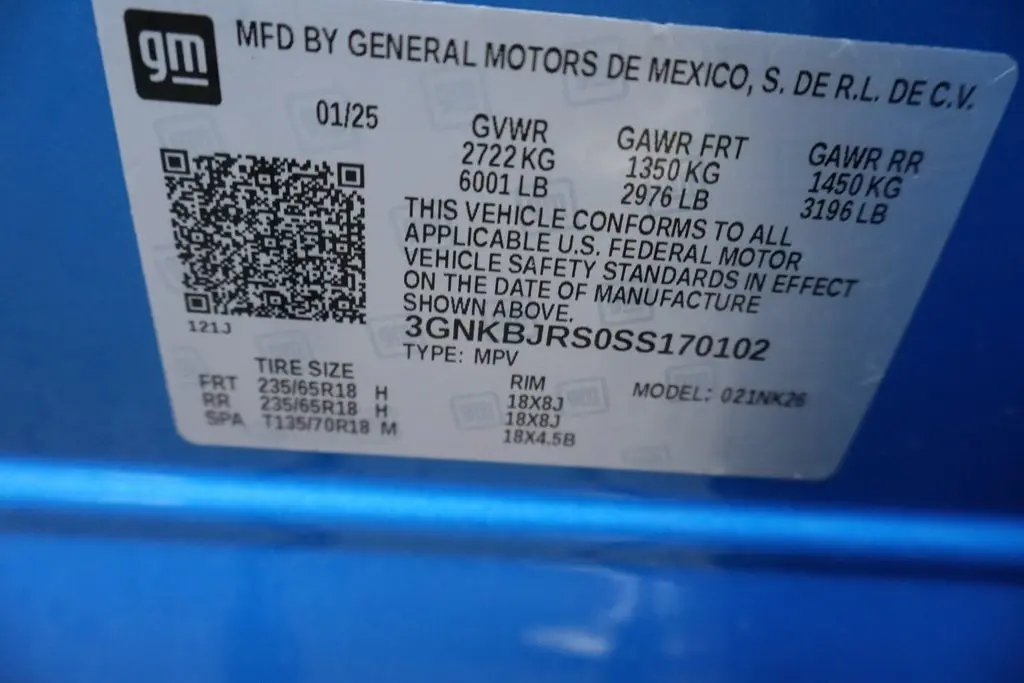 gm
MFD BY GENERAL MOTORS DE MEXICO, S. DE R.L. DE C.V.
01/25
GVWR GAWR FRT GAWR RR
2722 KG 1350 KG 1450 KG
6001 LB 2976 LB 3196 LB
THIS VEHICLE CONFORMS TO ALL
APPLICABLE U.S. FEDERAL MOTOR
VEHICLE SAFETY STANDARDS IN EFFECT
ON THE DATE OF MANUFACTURE
SHOWN ABOVE.
3GNKBJRS0SS170102
121J
TYPE: MPV
TIRE SIZE RIM MODEL: 021NK26
FRT 235/65R18 H 18X8J
RR 235/65R18 H 18X8J
SPA T135/70R18 M 18X4.5B